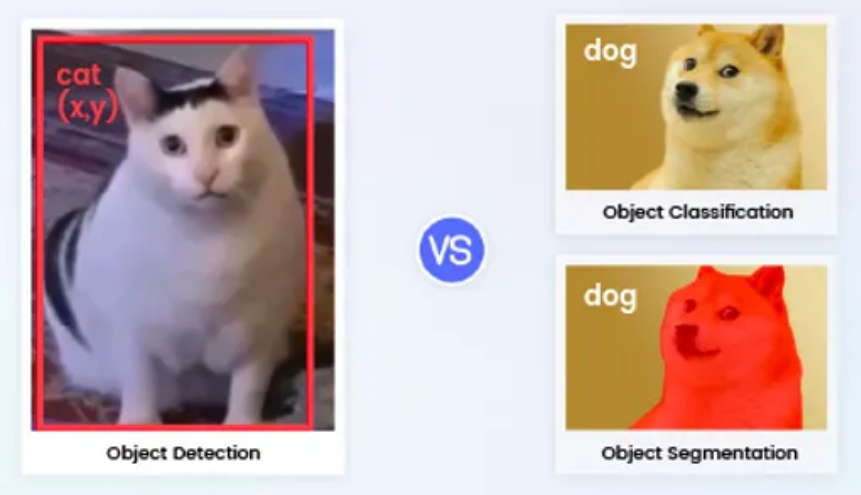 cat
(x,y)
Object Detection
VS
dog
Object Classification
dog
Object Segmentation